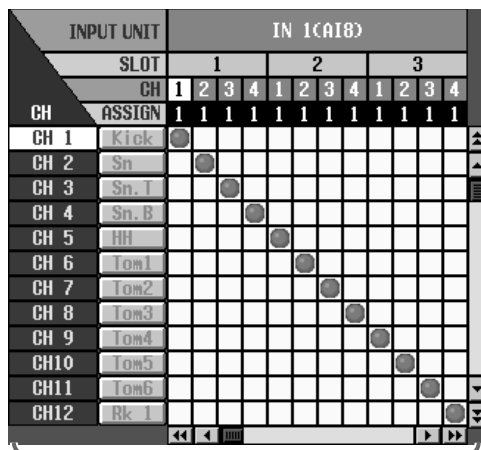 INPUT UNIT IN 1(AI8)
SLOT 1 2 3
CH 1 2 3 4 1 2 3 4 1 2 3 4
CH ASSIGN 1 1 1 1 1 1 1 1 1 1 1 1
CH 1 Kick
CH 2 Sn
CH 3 Sn.T
CH 4 Sn.B
CH 5 HH
CH 6 Tom1
CH 7 Tom2
CH 8 Tom3
CH 9 Tom4
CH10 Tom5
CH11 Tom6
CH12 Rk 1